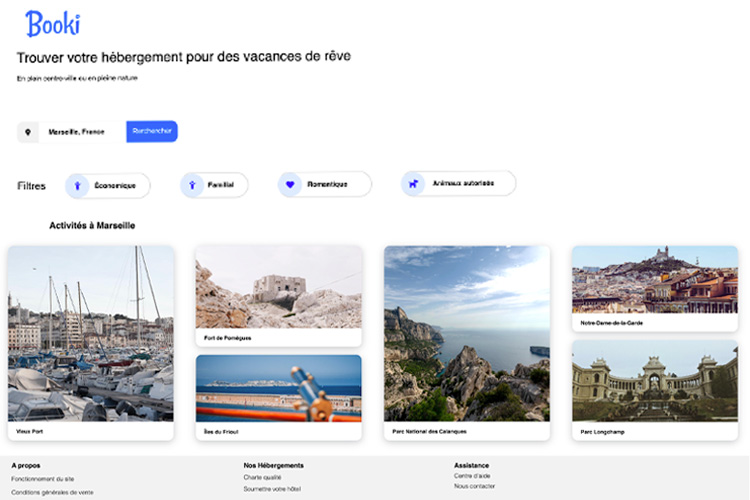 Booki
Trouver votre hébergement pour des vacances de rêve
En plein centre-ville ou en pleine nature
Marseille, France
Rerchercher
Filtres
Économique
Familial
Romantique
Animaux autorisés
Activités à Marseille
Vieux Port
Fort de Pomègues
Îles du Frioul
Parc National des Calanques
Notre-Dame-de-la-Garde
Parc Longchamp
A propos
Fonctionnement du site
Conditions générales de vente
Nos Hébergements
Charte qualité
Soumettre votre hôtel
Assistance
Centre d'aide
Nous contacter